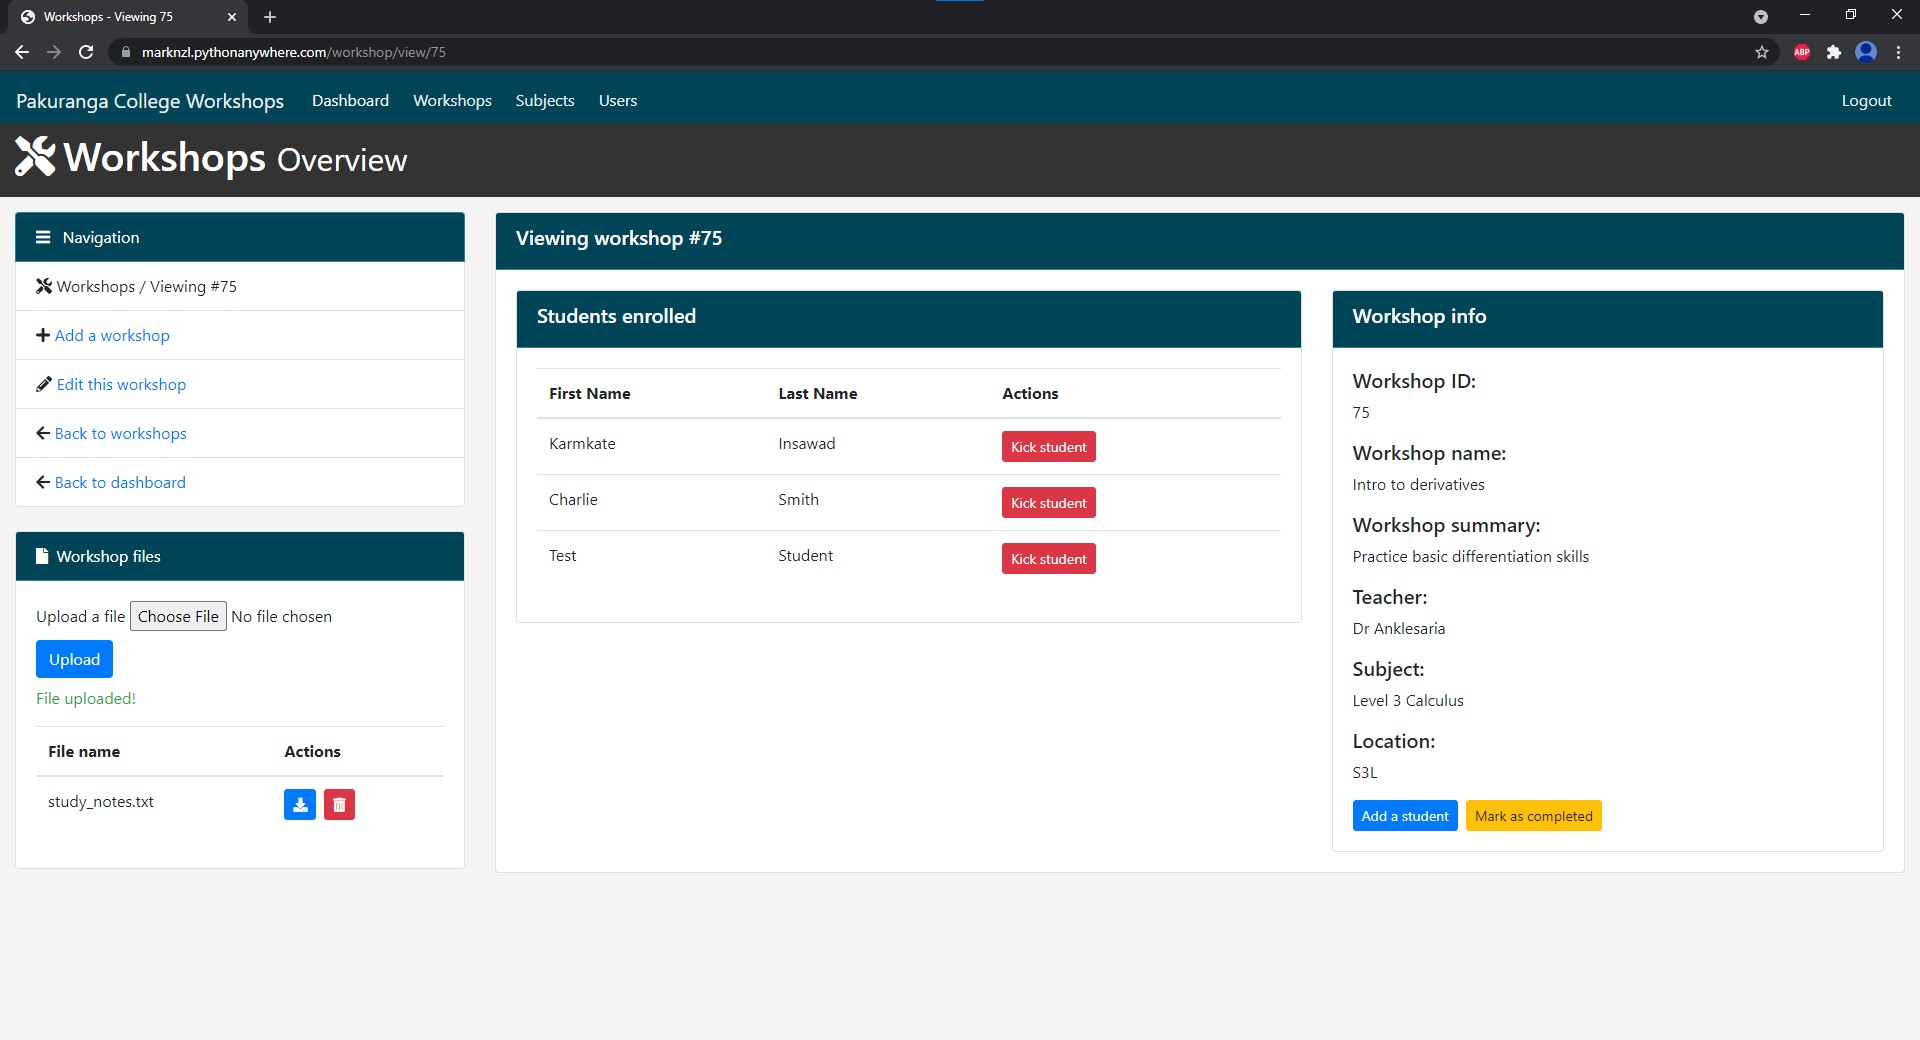 Workshops - Viewing 75
marknzl.pythonanywhere.com/workshop/view/75
ABP
Pakuranga College Workshops Dashboard Workshops Subjects Users Logout
Workshops Overview
Navigation
Workshops / Viewing #75
Add a workshop
Edit this workshop
Back to workshops
Back to dashboard
Workshop files
Upload a file Choose File No file chosen
Upload
File uploaded!
File name Actions
study_notes.txt
Viewing workshop #75
Students enrolled
First Name Last Name Actions
Karmkate Insawad Kick student
Charlie Smith Kick student
Test Student Kick student
Workshop info
Workshop ID:
75
Workshop name:
Intro to derivatives
Workshop summary:
Practice basic differentiation skills
Teacher:
Dr Anklesaria
Subject:
Level 3 Calculus
Location:
S3L
Add a student Mark as completed